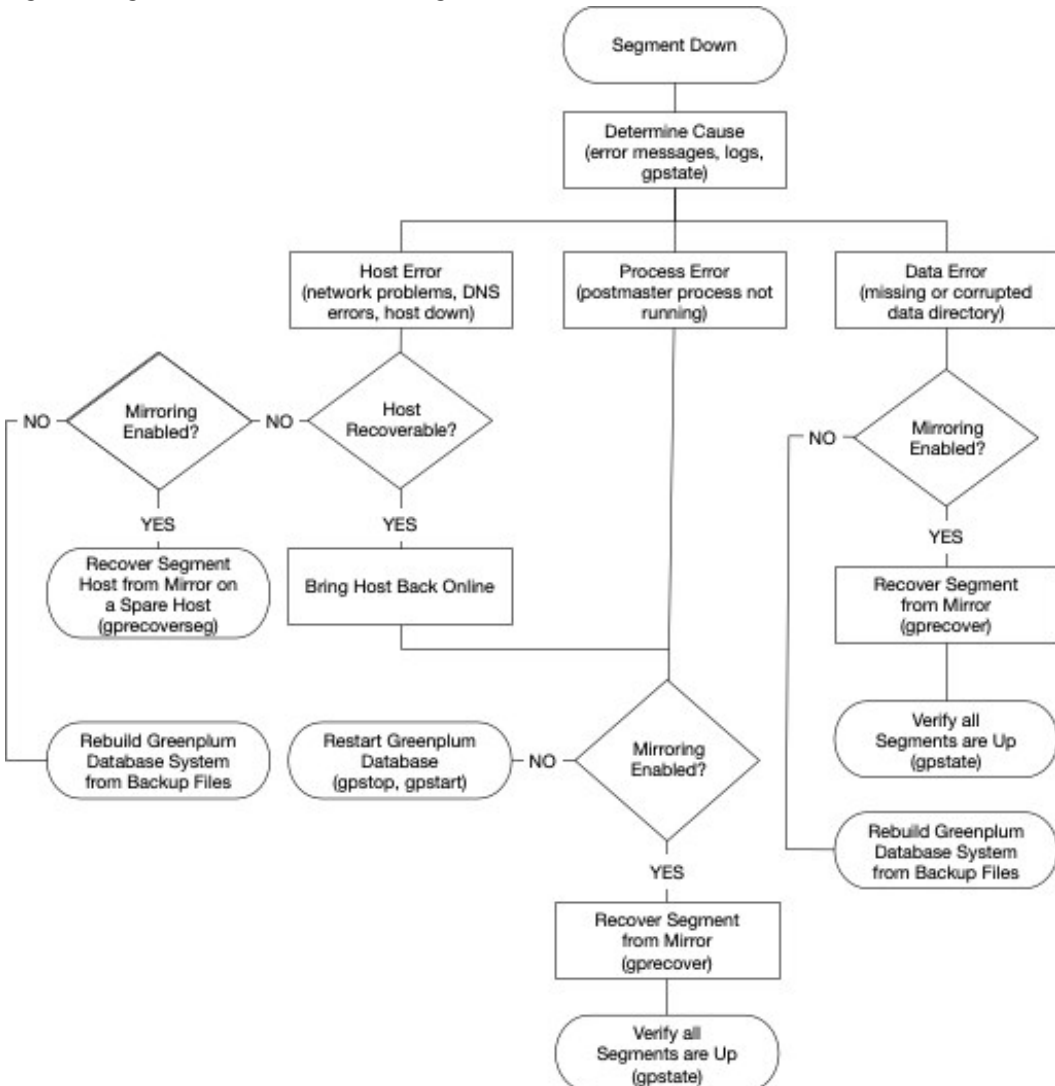 Segment Down
Determine Cause
(error messages, logs,
gpstate)
Host Error
(network problems, DNS
errors, host down)
Process Error
(postmaster process not
running)
Data Error
(missing or corrupted
data directory)
NO
Mirroring
Enabled?
NO
Host
Recoverable?
NO
Mirroring
Enabled?
YES
YES
YES
Recover Segment
Host from Mirror on
a Spare Host
(gprecoverseg)
Bring Host Back Online
Recover Segment
from Mirror
(gprecover)
Rebuild Greenplum
Database System
from Backup Files
Restart Greenplum
Database
(gpstop, gpstart)
NO
Mirroring
Enabled?
Verify all
Segments are Up
(gpstate)
Rebuild Greenplum
Database System
from Backup Files
YES
Recover Segment
from Mirror
(gprecover)
Verify all
Segments are Up
(gpstate)